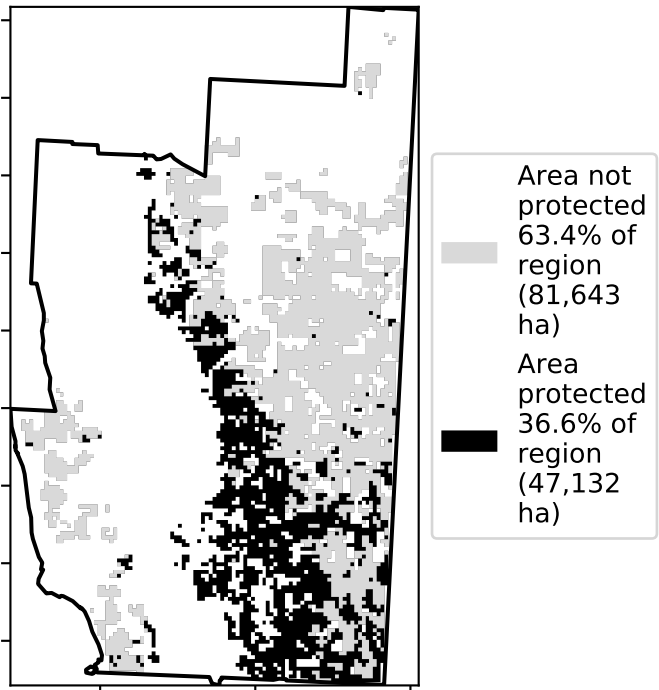 Area not
protected
63.4% of
region
(81,643
ha)
Area
protected
36.6% of
region
(47,132
ha)